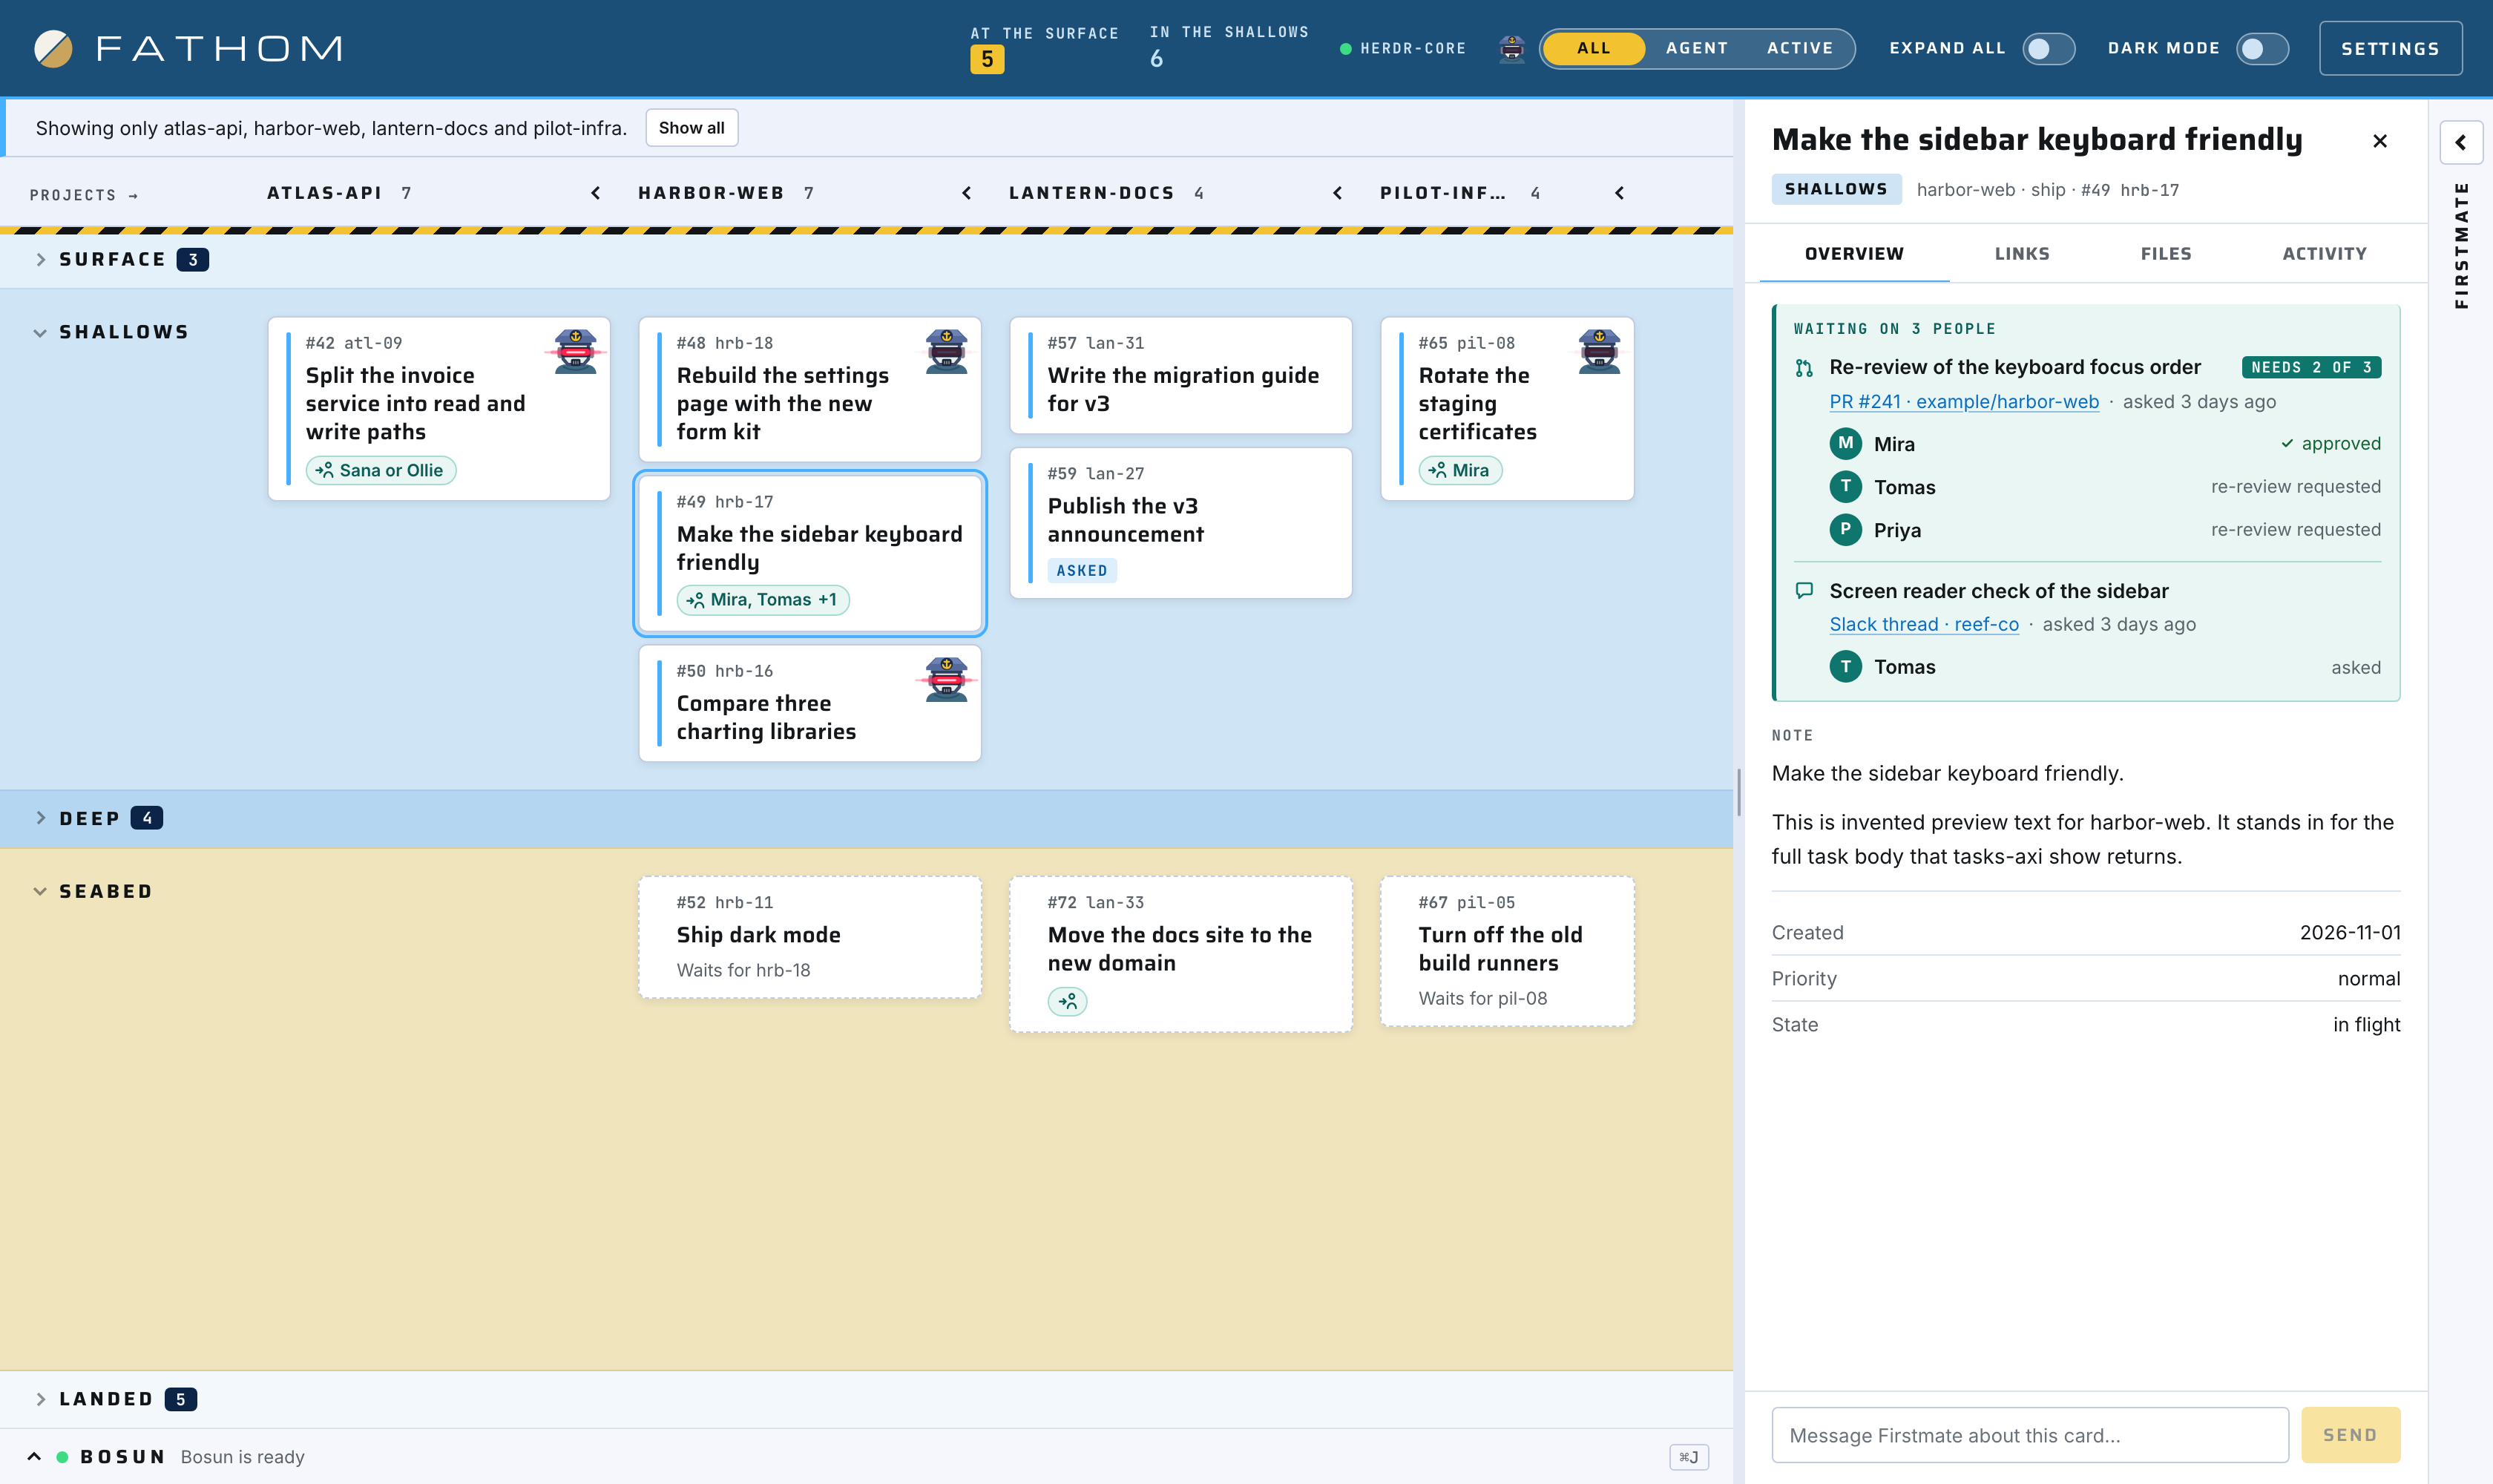 FATHOM
AT THE SURFACE
5
IN THE SHALLOWS
6
HERDR-CORE
ALL
AGENT
ACTIVE
EXPAND ALL
DARK MODE
SETTINGS
Showing only atlas-api, harbor-web, lantern-docs and pilot-infra.
Show all
PROJECTS →
ATLAS-API 7
HARBOR-WEB 7
LANTERN-DOCS 4
PILOT-INF… 4
SURFACE 3
SHALLOWS
#42 atl-09
Split the invoice
service into read and
write paths
Sana or Ollie
#48 hrb-18
Rebuild the settings
page with the new
form kit
#49 hrb-17
Make the sidebar keyboard
friendly
Mira, Tomas +1
#50 hrb-16
Compare three
charting libraries
#57 lan-31
Write the migration guide
for v3
#59 lan-27
Publish the v3
announcement
ASKED
#65 pil-08
Rotate the
staging
certificates
Mira
DEEP 4
SEABED
#52 hrb-11
Ship dark mode
Waits for hrb-18
#72 lan-33
Move the docs site to the
new domain
#67 pil-05
Turn off the old
build runners
Waits for pil-08
LANDED 5
BOSUN Bosun is ready
⌘J
Make the sidebar keyboard friendly
SHALLOWS harbor-web · ship · #49 hrb-17
OVERVIEW
LINKS
FILES
ACTIVITY
WAITING ON 3 PEOPLE
Re-review of the keyboard focus order NEEDS 2 OF 3
PR #241 · example/harbor-web · asked 3 days ago
M Mira ✓ approved
T Tomas re-review requested
P Priya re-review requested
Screen reader check of the sidebar
Slack thread · reef-co · asked 3 days ago
T Tomas asked
NOTE
Make the sidebar keyboard friendly.
This is invented preview text for harbor-web. It stands in for the
full task body that tasks-axi show returns.
Created 2026-11-01
Priority normal
State in flight
Message Firstmate about this card...
SEND
FIRSTMATE